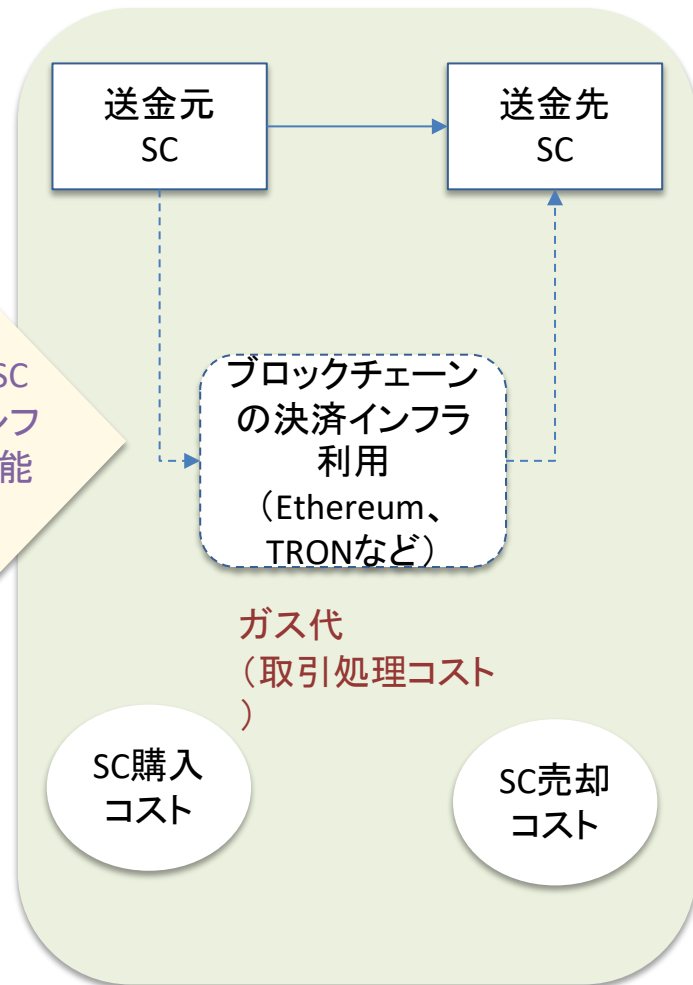 送金元
SC
送金先
SC
SC
ンフ
能
ブロックチェーン
の決済インフラ
利用
（Ethereum、
TRONなど）
ガス代
（取引処理コスト
）
SC購入
コスト
SC売却
コスト